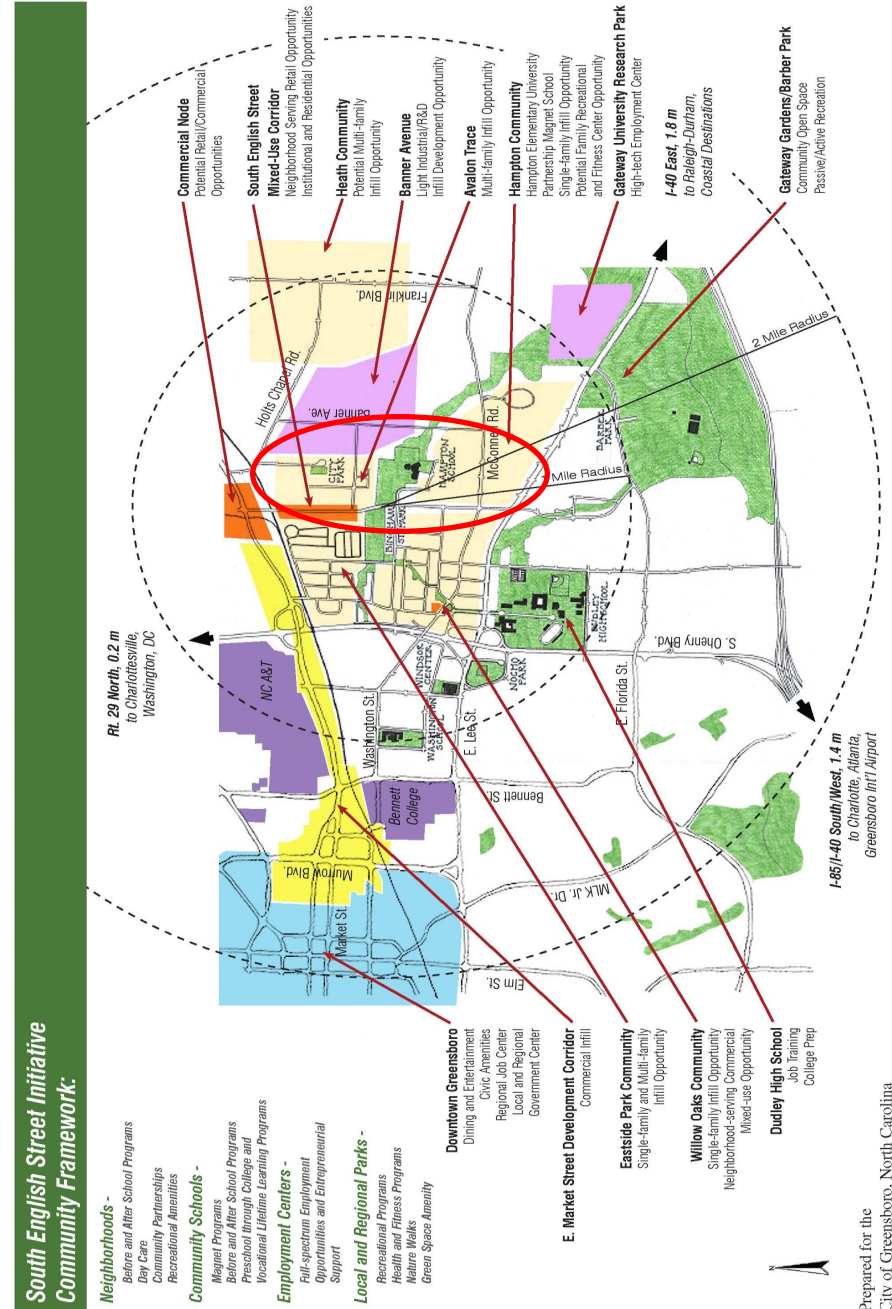 South English Street Initiative
Community Framework:
Neighborhoods -
Before and After School Programs
Day Care
Community Partnerships
Recreational Amenities
Community Schools -
Magnet Programs
Before and After School Programs
Preschool through College and
Vocational Lifetime Learning Programs
Employment Centers -
Full-spectrum Employment
Opportunities and Entrepreneurial
Support
Local and Regional Parks -
Recreational Programs
Health and Fitness Programs
Nature Walks
Green Space Amenity
Rt. 29 North, 0.2 m
to Charlottesville,
Washington, DC
Commercial Node
Potential Retail/Commercial
Opportunities
South English Street
Mixed-Use Corridor
Neighborhood Serving Retail Opportunity
Institutional and Residential Opportunities
Heath Community
Potential Multi-family
Infill Opportunity
Banner Avenue
Light Industrial/R&D
Infill Development Opportunity
Avalon Trace
Multi-family Infill Opportunity
Hampton Community
Hampton Elementary University
Partnership Magnet School
Single-family Infill Opportunity
Potential Family Recreational
and Fitness Center Opportunity
Gateway University Research Park
High-tech Employment Center
I-40 East, 1.8 m
to Raleigh-Durham,
Coastal Destinations
Gateway Gardens/Barber Park
Community Open Space
Passive/Active Recreation
Downtown Greensboro
Dining and Entertainment
Civic Amenities
Regional Job Center
Local and Regional
Government Center
E. Market Street Development Corridor
Commercial Infill
Eastside Park Community
Single-family and Multi-family
Infill Opportunity
Willow Oaks Community
Single-family Infill Opportunity
Neighborhood-serving Commercial
Mixed-use Opportunity
Dudley High School
Job Training
College Prep
I-85/I-40 South/West, 1.4 m
to Charlotte, Atlanta,
Greensboro Int'l Airport
NC A&T
Bennett
College
Murrow Blvd.
Market St.
Elm St.
MLK Jr. Dr.
Bennett St.
Washington St.
WASHINGTON
SCHOOL
WINDSOR
CENTER
E. Lee St.
NOCHO
PARK
DUDLEY
HIGH SCHOOL
S. Ohenry Blvd.
E. Florida St.
BINGHAM
ST. PARK
CITY
PARK
HAMPTON
SCHOOL
McConnell Rd.
Holts Chapel Rd.
Banner Ave.
Franklin Blvd.
BARBER
PARK
Mile Radius
2 Mile Radius
N
Prepared for the
City of Greensboro, North Carolina